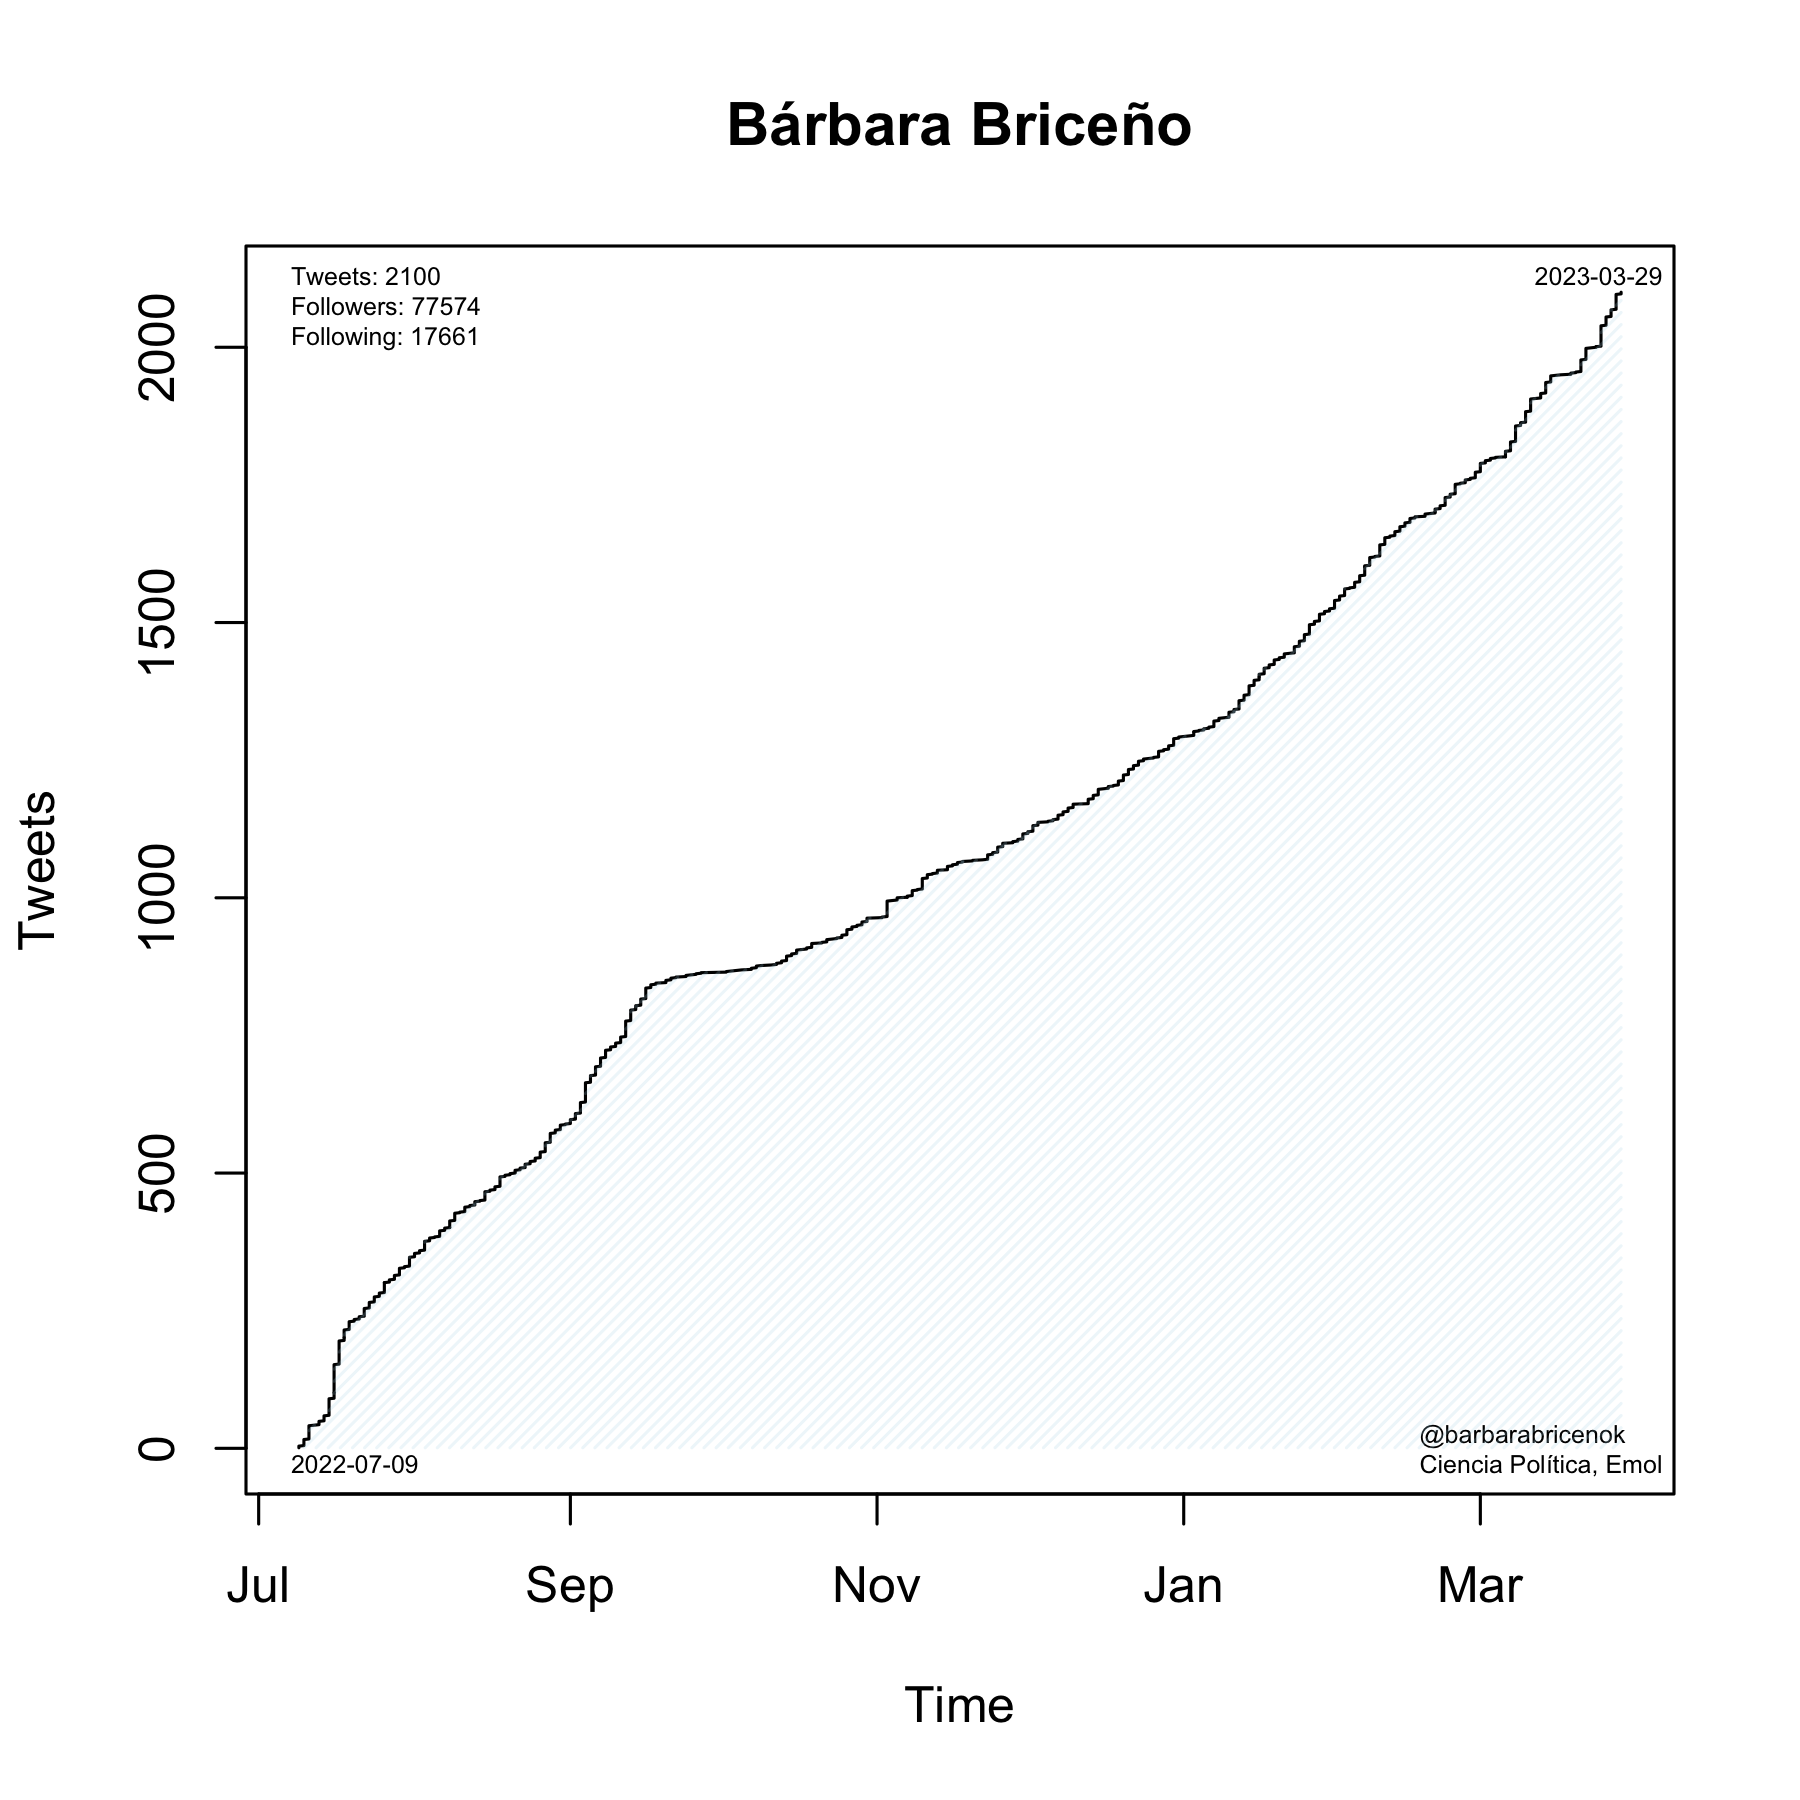 Bárbara Briceño
Tweets: 2100
Followers: 77574
Following: 17661
2023-03-29
2000
1500
1000
500
0
Tweets
2022-07-09
@barbarabricenok
Ciencia Política, Emol
Jul
Sep
Nov
Jan
Mar
Time